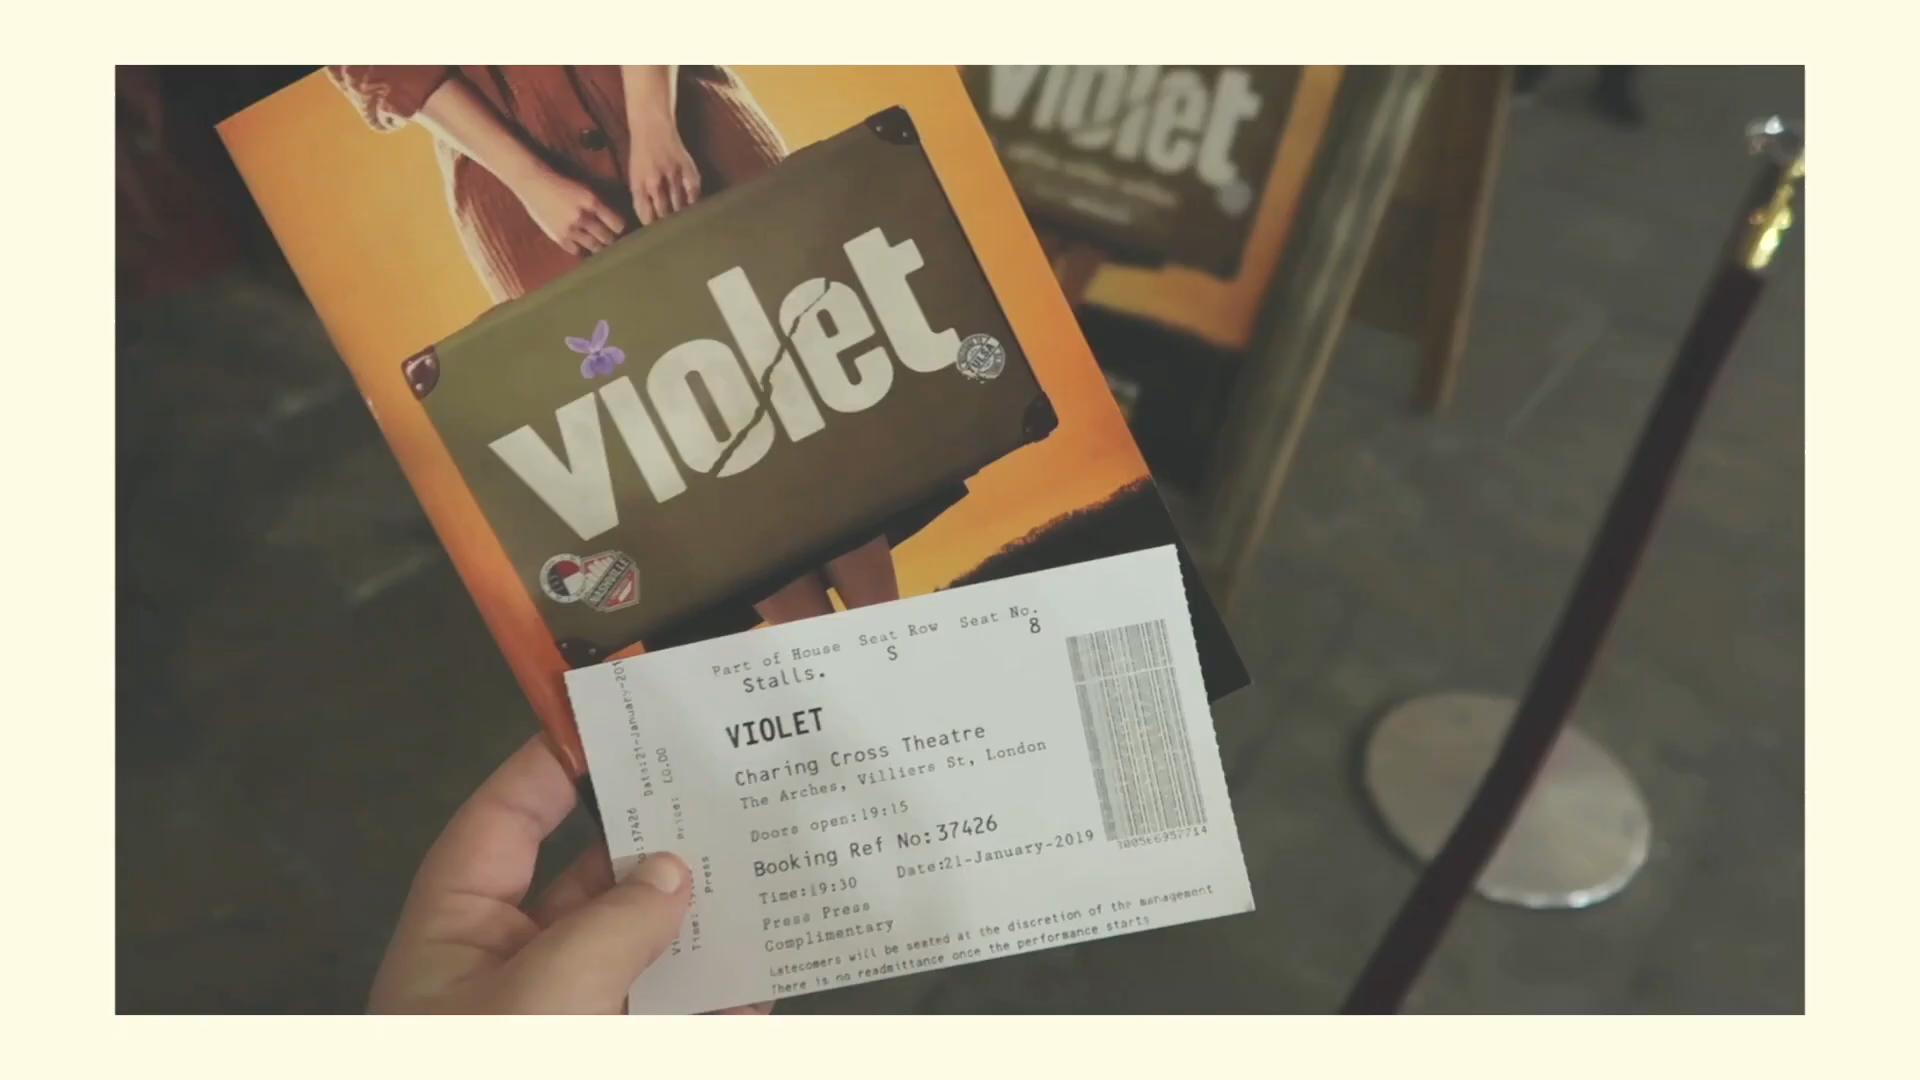 violet
violet
NASHVILLE
TULSA
Part of House Seat Row Seat No.
Stalls. S 8
VIOLET
Charing Cross Theatre
The Arches, Villiers St, London
Doors open:19:15
Booking Ref No:37426
Time:19:30 Date:21-January-2019
Press Press
Complimentary
Latecomers will be seated at the discretion of the management
There is no readmittance once the performance starts
No:37426 Date:21-January-201
Price: £0.00
Press